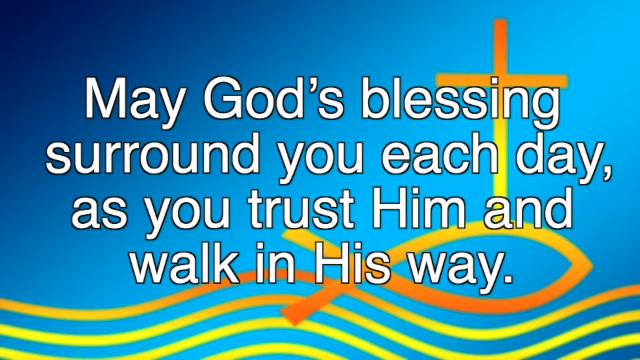 May God’s blessing
surround you each day,
as you trust Him and
walk in His way.